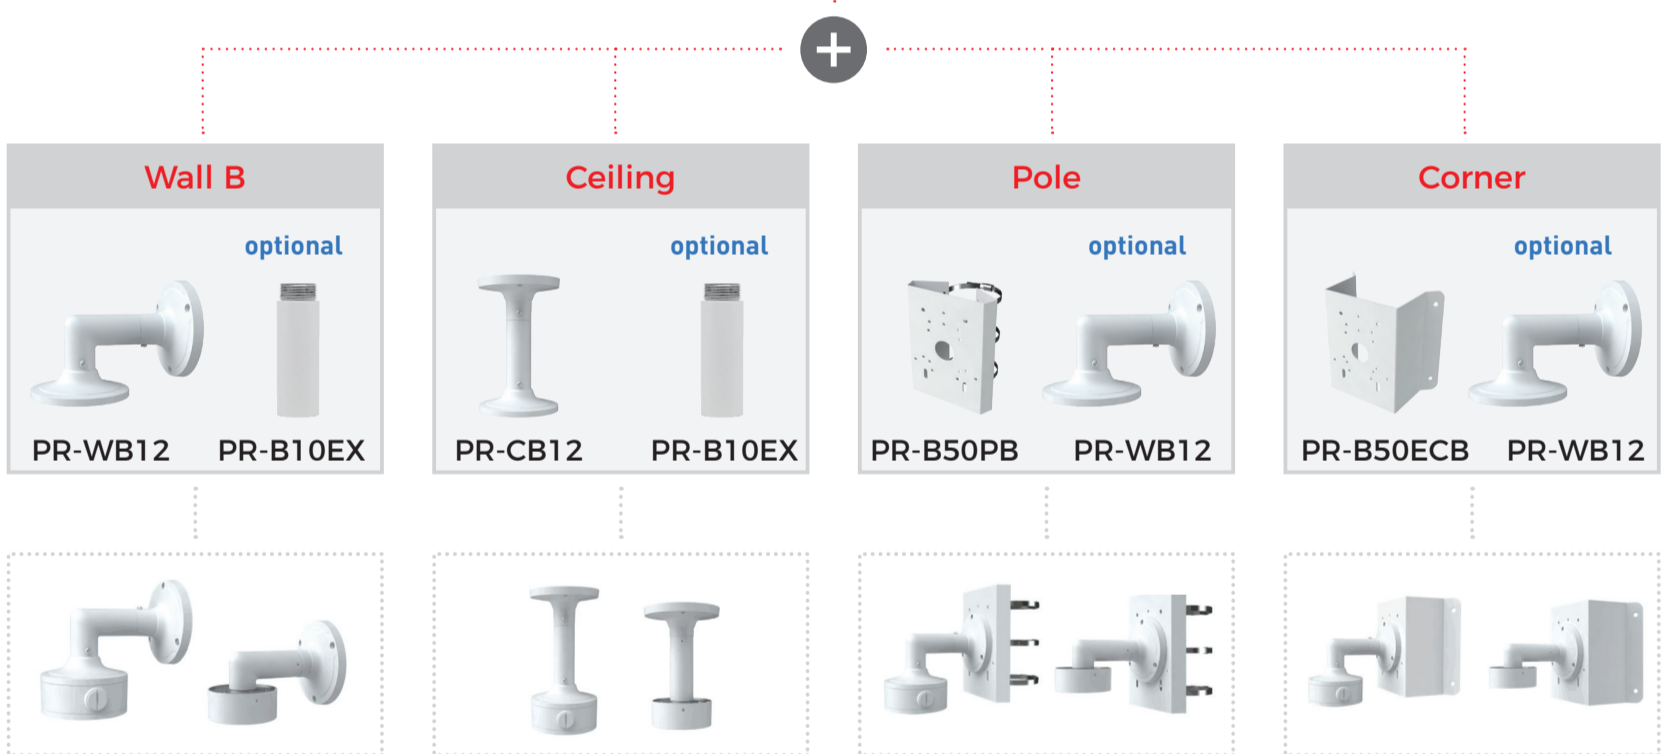 Wall B
optional
PR-WB12 PR-B10EX
Ceiling
optional
PR-CB12 PR-B10EX
Pole
optional
PR-B50PB PR-WB12
Corner
optional
PR-B50ECB PR-WB12